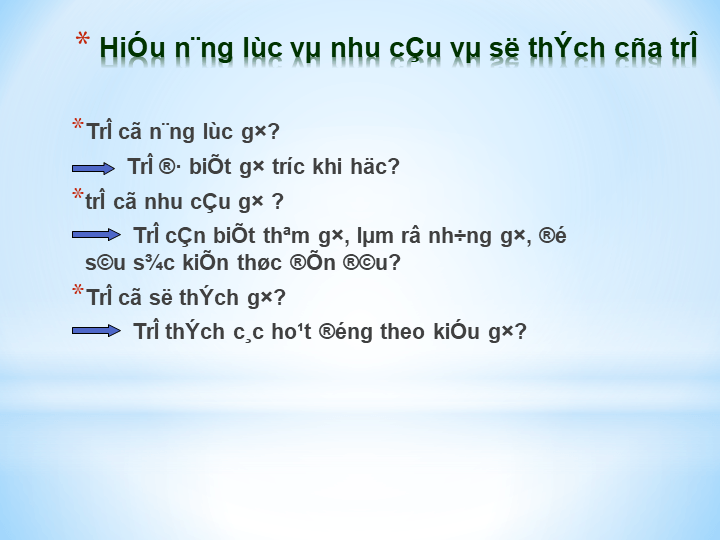 * HiÓu n¨ng lùc vµ nhu cÇu vµ së thÝch cña trÎ
* TrÎ cã n¨ng lùc g×?
TrÎ ®· biÕt g× tríc khi häc?
* trÎ cã nhu cÇu g× ?
TrÎ cÇn biÕt thªm g×, lµm râ nh÷ng g×, ®é
s©u s¾c kiÕn thøc ®Õn ®©u?
* TrÎ cã së thÝch g×?
TrÎ thÝch c¸c ho¹t ®éng theo kiÓu g×?